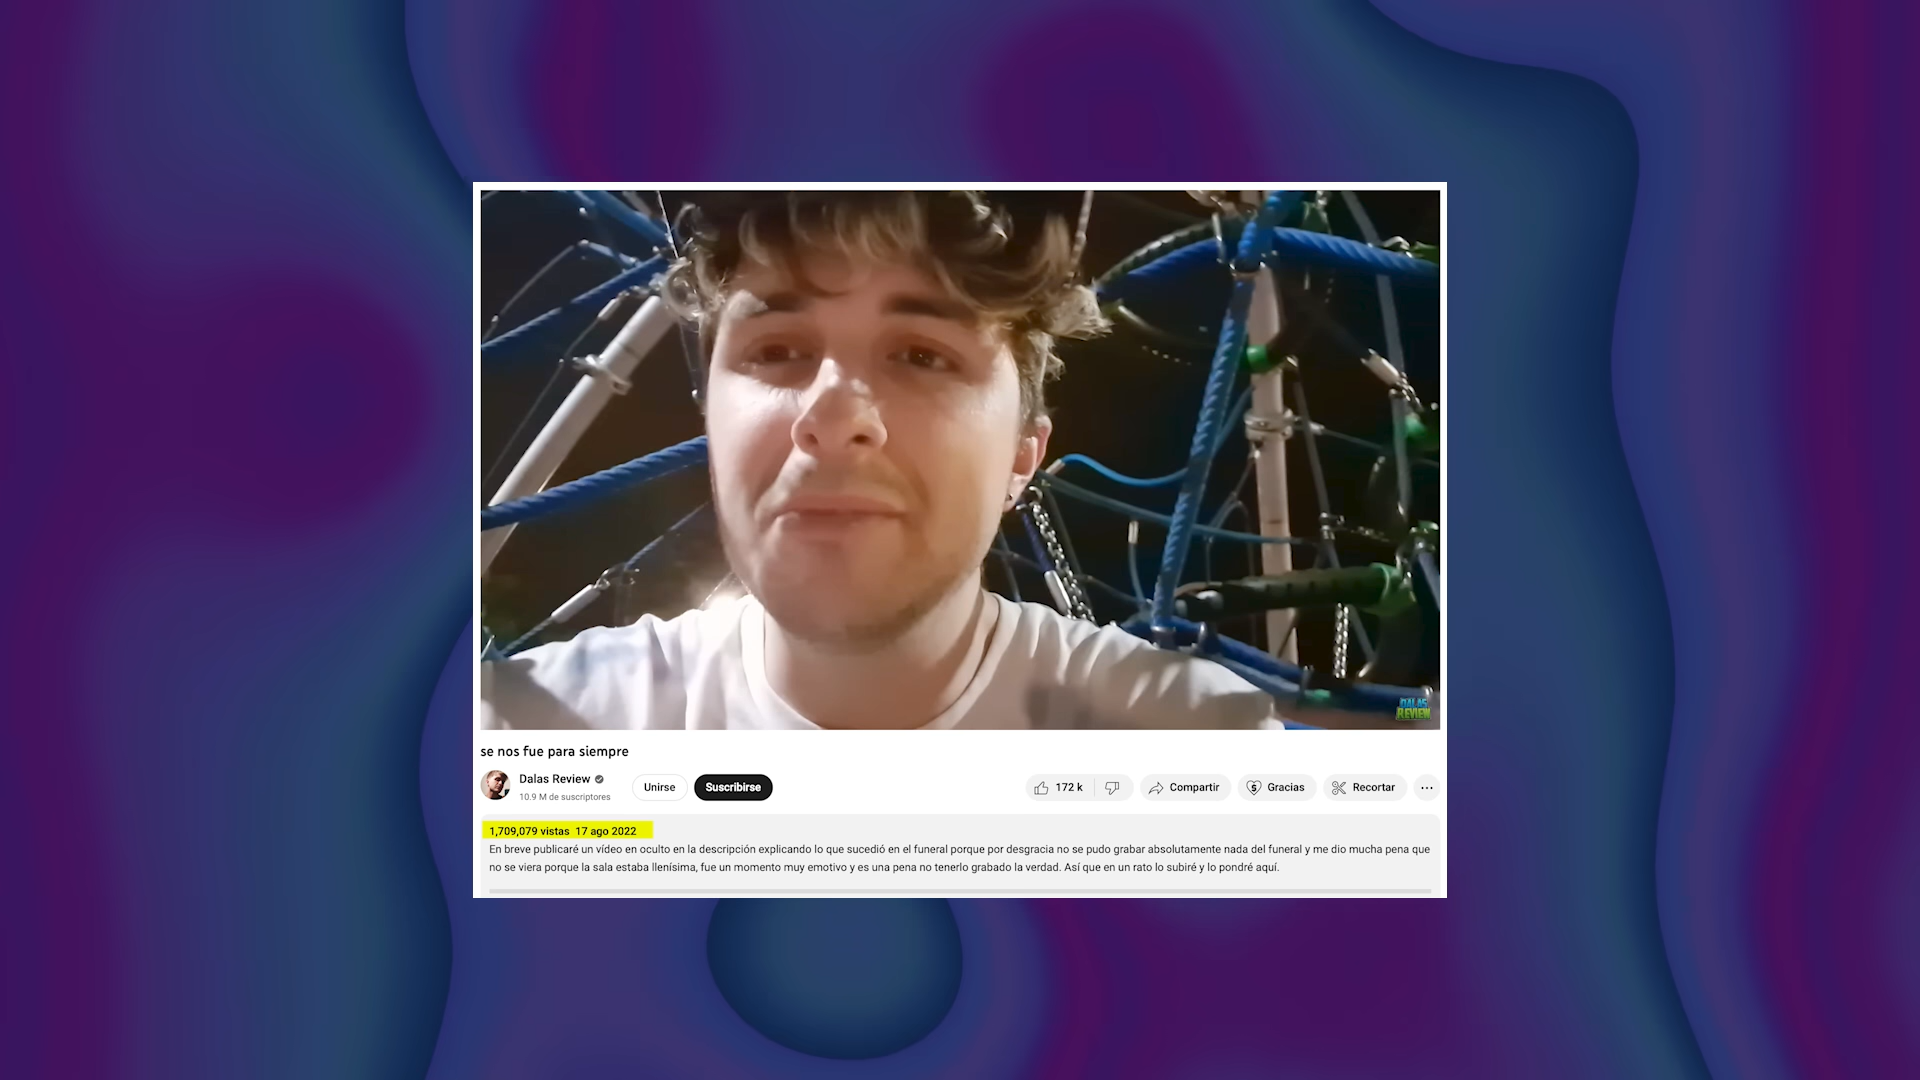 DALAS
REVIEW
se nos fue para siempre
Dalas Review
10.9 M de suscriptores
Unirse
Suscribirse
172 k
Compartir
Gracias
Recortar
1,709,079 vistas 17 ago 2022
En breve publicaré un vídeo en oculto en la descripción explicando lo que sucedió en el funeral porque por desgracia no se pudo grabar absolutamente nada del funeral y me dio mucha pena que
no se viera porque la sala estaba llenísima, fue un momento muy emotivo y es una pena no tenerlo grabado la verdad. Así que en un rato lo subiré y lo pondré aquí.